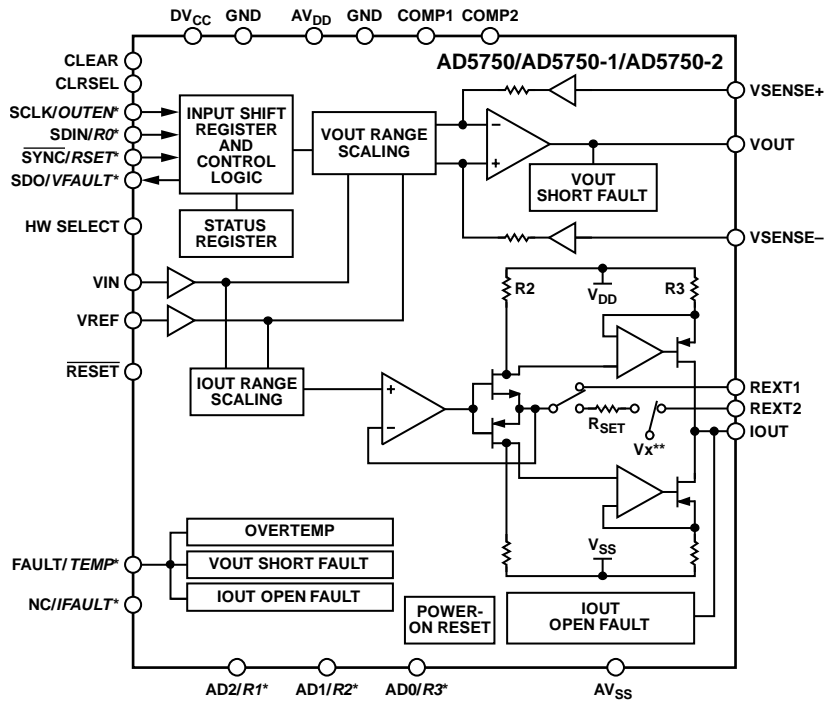 DVCC GND AVDD GND COMP1 COMP2
AD5750/AD5750-1/AD5750-2
CLEAR
CLRSEL
SCLK/OUTEN*
SDIN/R0*
SYNC/RSET*
SDO/VFAULT*
HW SELECT
VIN
VREF
RESET
INPUT SHIFT
REGISTER
AND
CONTROL
LOGIC
STATUS
REGISTER
VOUT RANGE
SCALING
−
+
VOUT
SHORT FAULT
VSENSE+
VOUT
VSENSE–
IOUT RANGE
SCALING
+
−
R2
VDD
R3
RSET
Vx**
REXT1
REXT2
IOUT
VSS
FAULT/TEMP*
NC/IFAULT*
OVERTEMP
VOUT SHORT FAULT
IOUT OPEN FAULT
POWER-
ON RESET
IOUT
OPEN FAULT
AD2/R1* AD1/R2* AD0/R3* AVSS